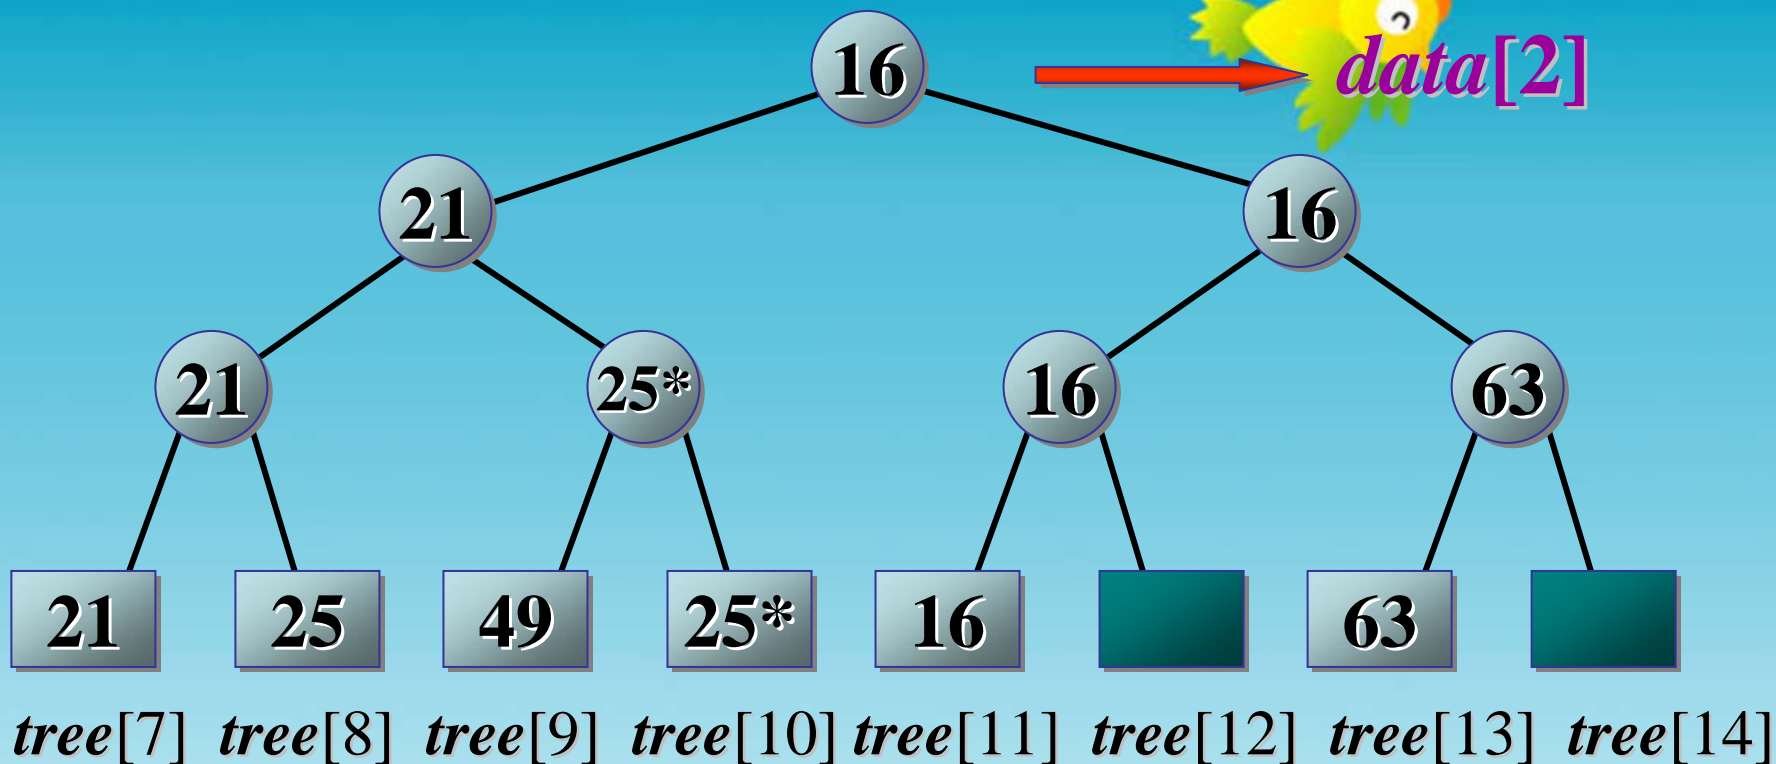 16 data[2]
21 16
21 25* 16 63
21 25 49 25* 16 63
tree[7] tree[8] tree[9] tree[10] tree[11] tree[12] tree[13] tree[14]